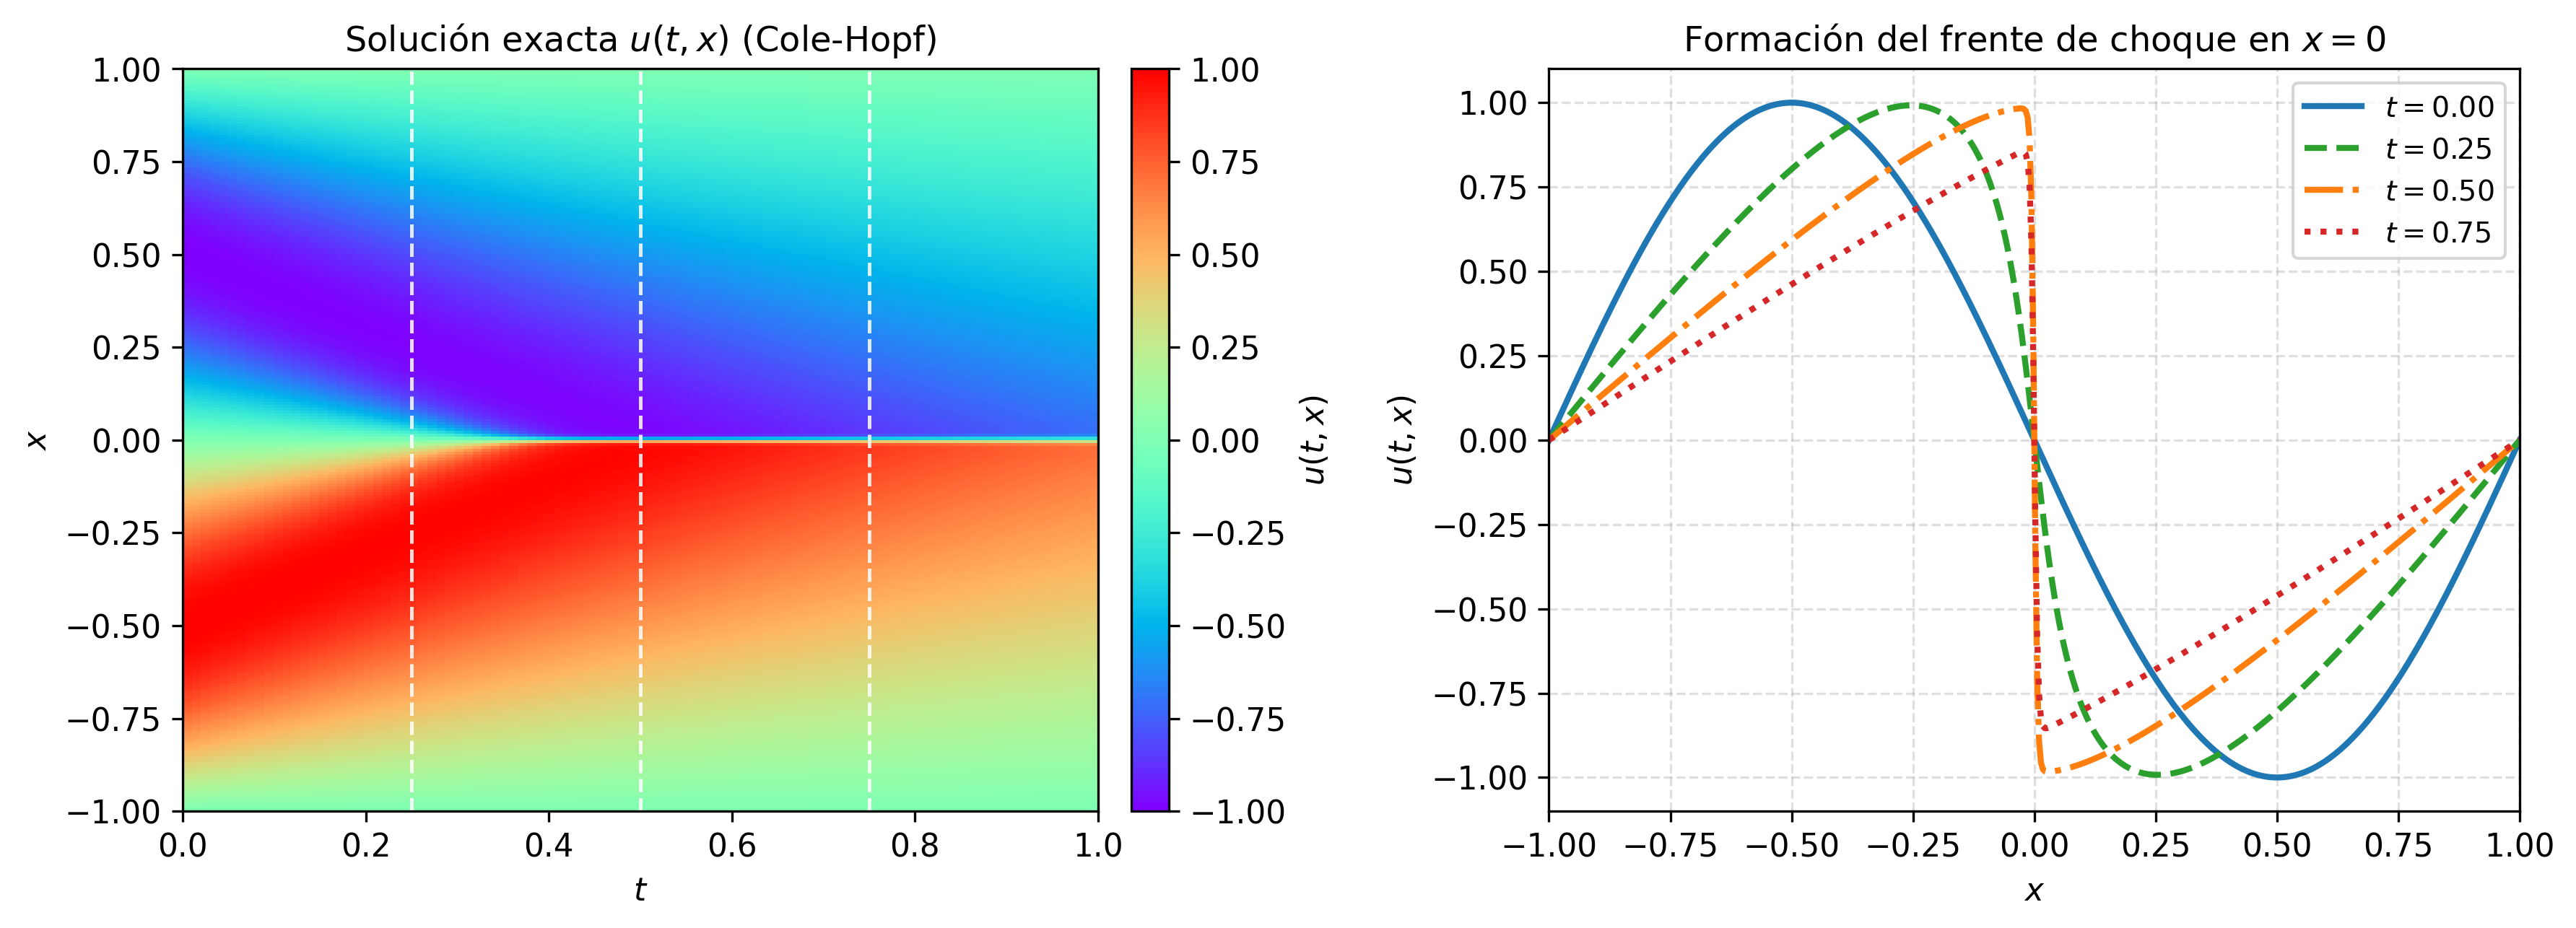 Solución exacta u(t, x) (Cole-Hopf)
1.00
0.75
0.50
0.25
0.00
−0.25
−0.50
−0.75
−1.00
x
0.0 0.2 0.4 0.6 0.8 1.0
t
1.00
0.75
0.50
0.25
0.00
−0.25
−0.50
−0.75
−1.00
u(t, x)
Formación del frente de choque en x = 0
1.00
0.75
0.50
0.25
0.00
−0.25
−0.50
−0.75
−1.00
u(t, x)
−1.00 −0.75 −0.50 −0.25 0.00 0.25 0.50 0.75 1.00
x
t = 0.00
t = 0.25
t = 0.50
t = 0.75